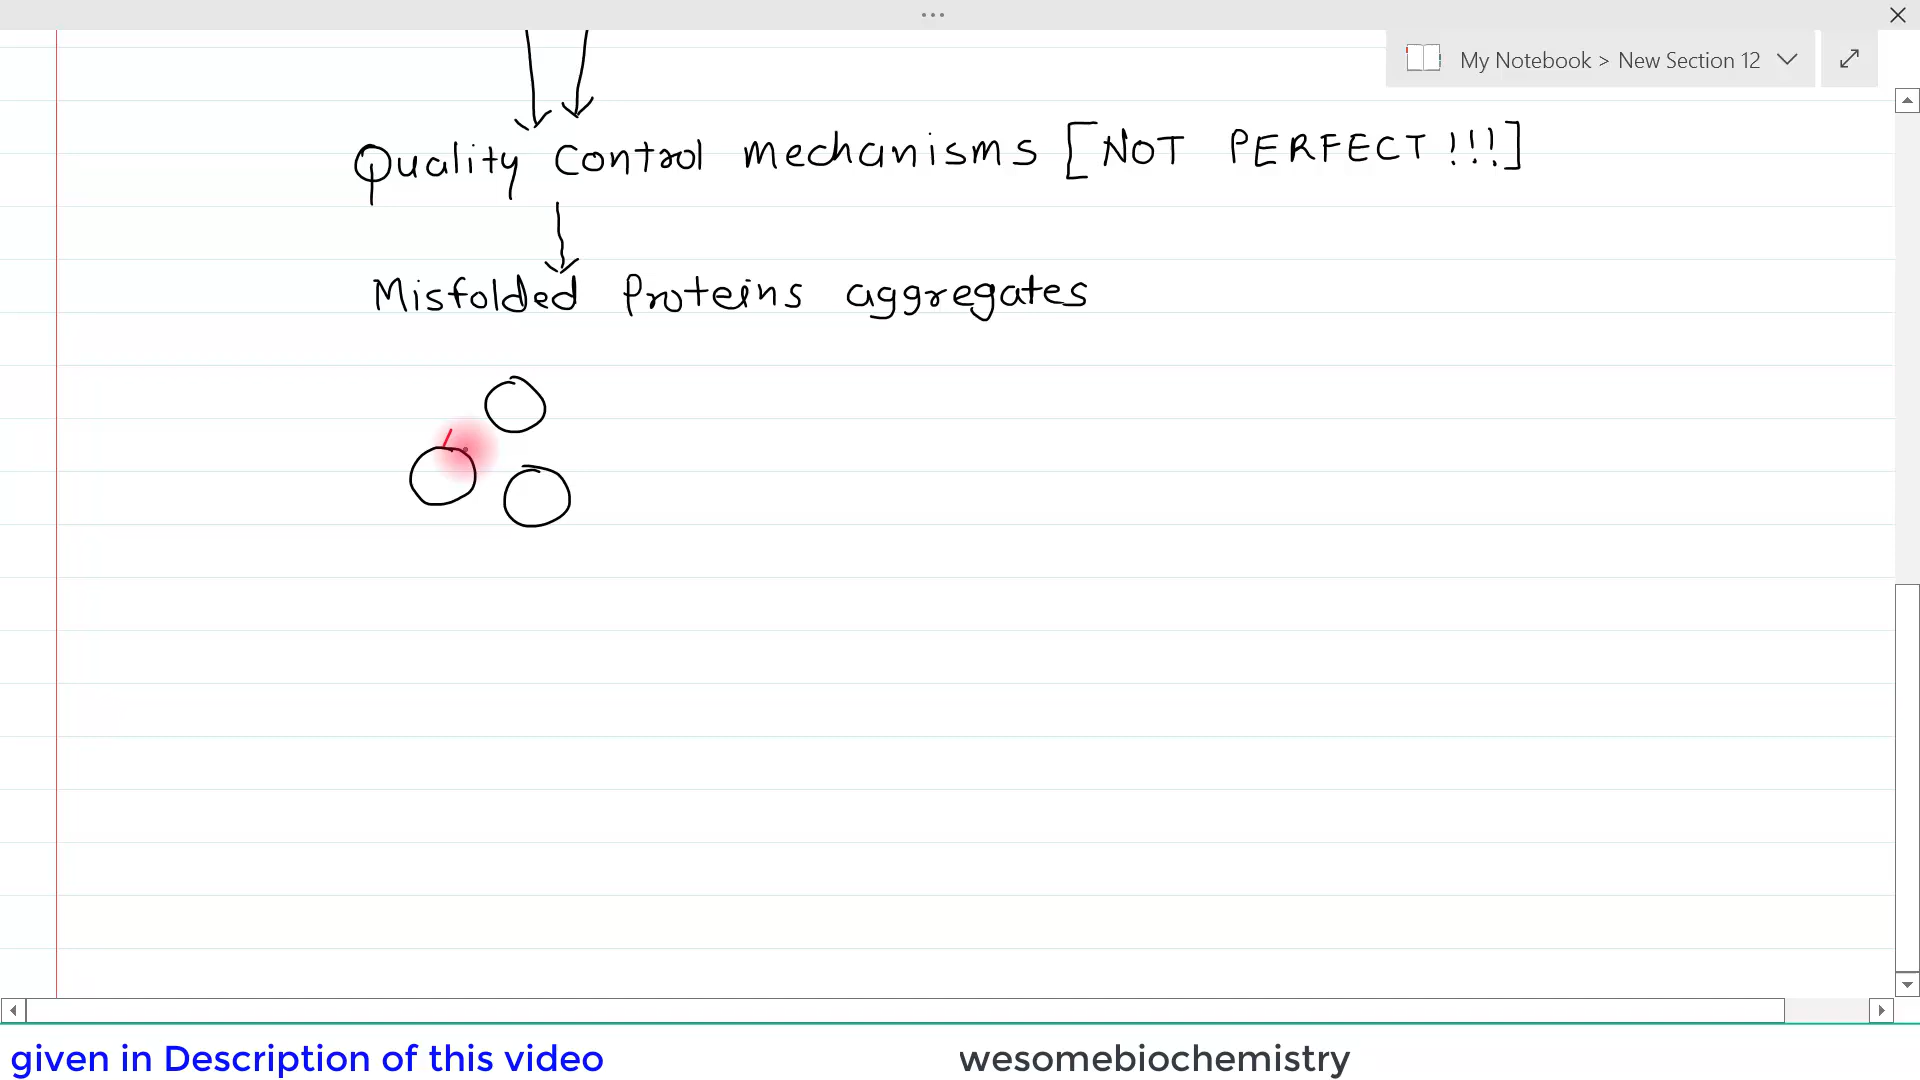 My Notebook > New Section 12
Quality Control mechanisms [NOT PERFECT!!!]
Misfolded Proteins aggregates
given in Description of this video
wesomebiochemistry